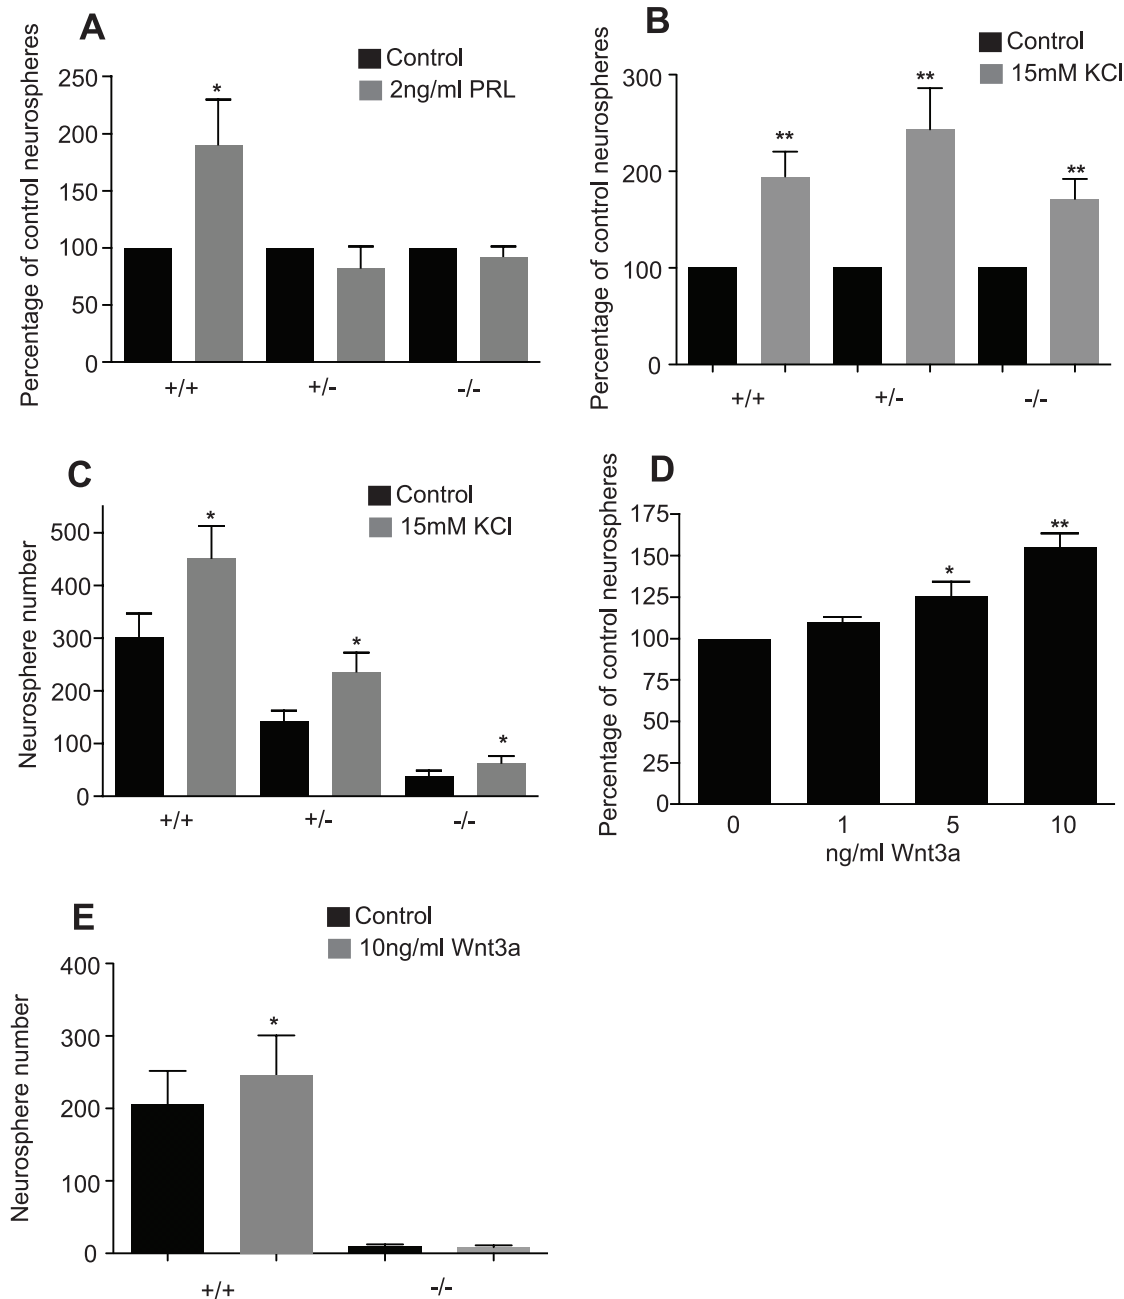 A
Control
2ng/ml PRL
Percentage of control neurospheres
250
200
150
100
50
0
*
+/+
+/-
-/-
B
Control
15mM KCl
Percentage of control neurospheres
300
200
100
0
**
**
**
+/+
+/-
-/-
C
Control
15mM KCl
Neurosphere number
500
400
300
200
100
0
*
*
*
+/+
+/-
-/-
D
Percentage of control neurospheres
175
150
125
100
75
50
25
0
*
**
0 1 5 10
ng/ml Wnt3a
E
Control
10ng/ml Wnt3a
Neurosphere number
400
300
200
100
0
*
+/+
-/-